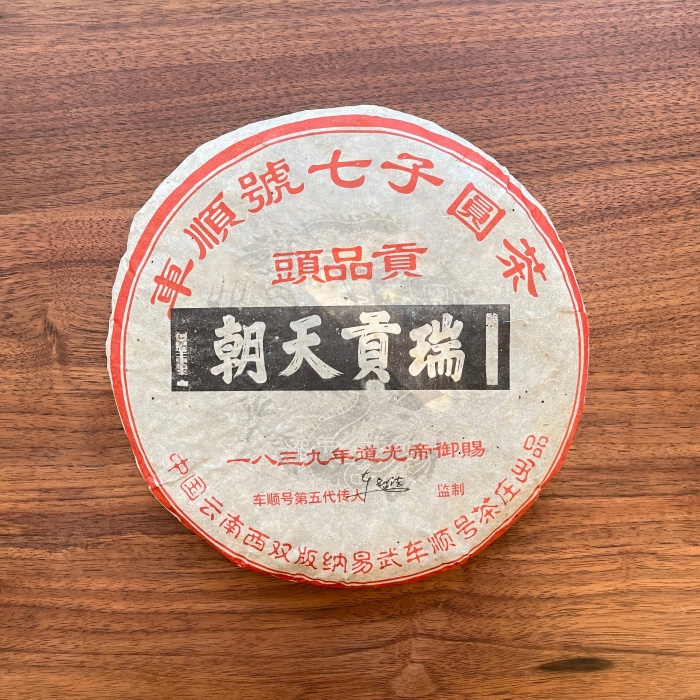 車順號七子圓茶
頭品貢
朝天貢瑞
一八三九年道光帝御賜
车顺号第五代传人
监制
中国云南西双版纳易武车顺号茶庄出品